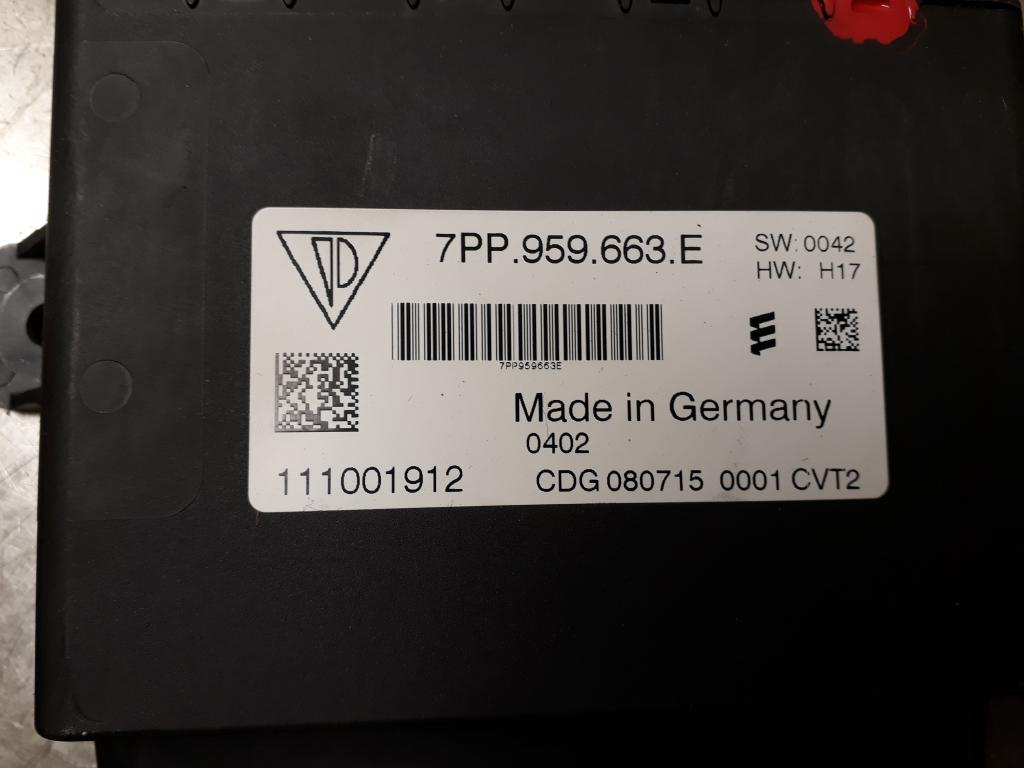 7PP.959.663.E
SW: 0042
HW: H17
7PP959663E
Made in Germany
0402
111001912
CDG 080715 0001 CVT2